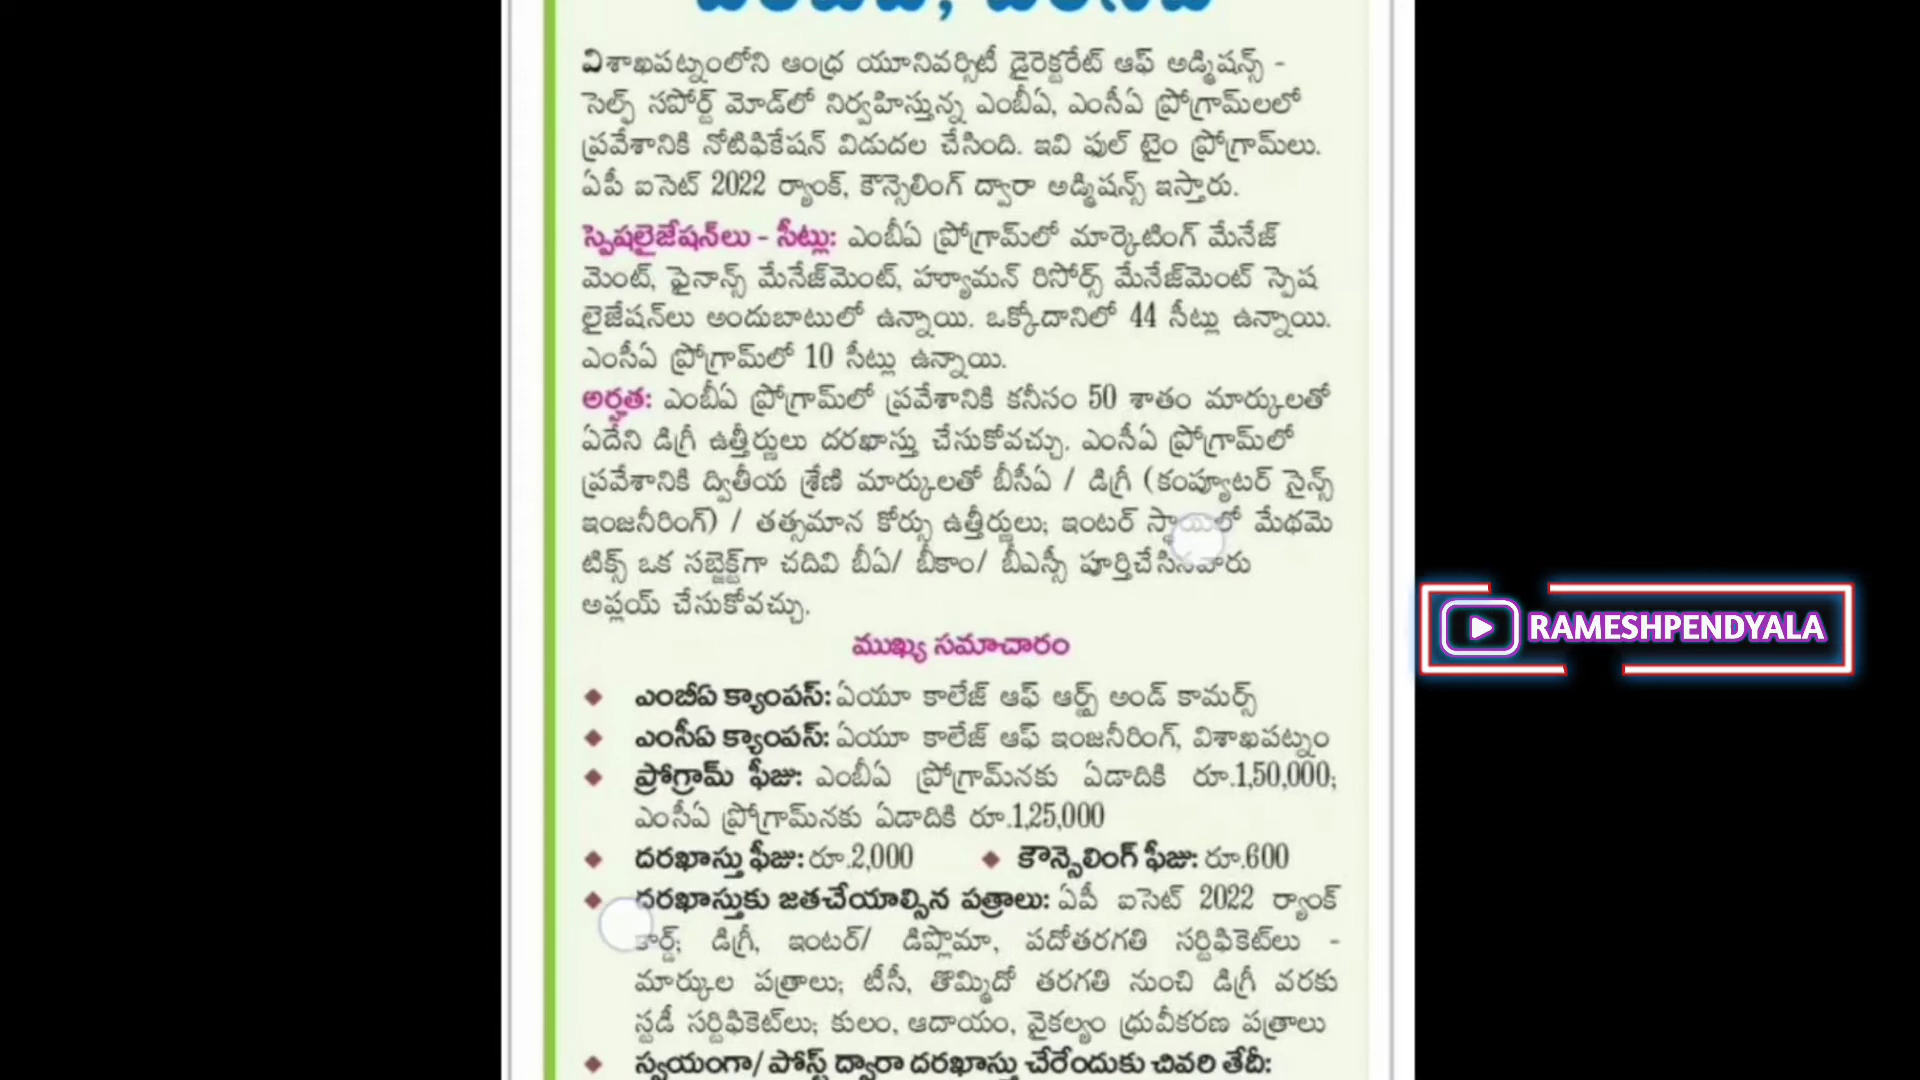 విశాఖపట్నంలోని ఆంధ్ర యూనివర్సిటీ డైరెక్టరేట్ ఆఫ్ అడ్మిషన్స్ -
సెల్ఫ్ సపోర్ట్ మోడ్‌లో నిర్వహిస్తున్న ఎంబీఏ, ఎంసీఏ ప్రోగ్రామ్‌లలో
ప్రవేశానికి నోటిఫికేషన్ విడుదల చేసింది. ఇవి ఫుల్ టైం ప్రోగ్రామ్‌లు.
ఏపీ ఐసెట్ 2022 ర్యాంక్, కౌన్సెలింగ్ ద్వారా అడ్మిషన్స్ ఇస్తారు.
స్పెషలైజేషన్‌లు - సీట్లు: ఎంబీఏ ప్రోగ్రామ్‌లో మార్కెటింగ్ మేనేజ్
మెంట్, ఫైనాన్స్ మేనేజ్‌మెంట్, హ్యూమన్ రిసోర్స్ మేనేజ్‌మెంట్ స్పెష
లైజేషన్‌లు అందుబాటులో ఉన్నాయి. ఒక్కోదానిలో 44 సీట్లు ఉన్నాయి.
ఎంసీఏ ప్రోగ్రామ్‌లో 10 సీట్లు ఉన్నాయి.
అర్హత: ఎంబీఏ ప్రోగ్రామ్‌లో ప్రవేశానికి కనీసం 50 శాతం మార్కులతో
ఏదేని డిగ్రీ ఉత్తీర్ణులు దరఖాస్తు చేసుకోవచ్చు. ఎంసీఏ ప్రోగ్రామ్‌లో
ప్రవేశానికి ద్వితీయ శ్రేణి మార్కులతో బీసీఏ / డిగ్రీ (కంప్యూటర్ సైన్స్
ఇంజనీరింగ్) / తత్సమాన కోర్సు ఉత్తీర్ణులు; ఇంటర్ స్థాయిలో మేథమె
టిక్స్ ఒక సబ్జెక్ట్‌గా చదివి బీఏ/ బీకాం/ బీఎస్సీ పూర్తిచేసినవారు
అప్లయ్ చేసుకోవచ్చు.
ముఖ్య సమాచారం
◆ ఎంబీఏ క్యాంపస్: ఏయూ కాలేజ్ ఆఫ్ ఆర్ట్స్ అండ్ కామర్స్
◆ ఎంసీఏ క్యాంపస్: ఏయూ కాలేజ్ ఆఫ్ ఇంజనీరింగ్, విశాఖపట్నం
◆ ప్రోగ్రామ్ ఫీజు: ఎంబీఏ ప్రోగ్రామ్‌నకు ఏడాదికి రూ.1,50,000;
ఎంసీఏ ప్రోగ్రామ్‌నకు ఏడాదికి రూ.1,25,000
◆ దరఖాస్తు ఫీజు: రూ.2,000 ◆ కౌన్సెలింగ్ ఫీజు: రూ.600
◆ దరఖాస్తుకు జతచేయాల్సిన పత్రాలు: ఏపీ ఐసెట్ 2022 ర్యాంక్
కార్డ్; డిగ్రీ, ఇంటర్/ డిప్లొమా, పదోతరగతి సర్టిఫికెట్‌లు -
మార్కుల పత్రాలు; టీసీ, తొమ్మిదో తరగతి నుంచి డిగ్రీ వరకు
స్టడీ సర్టిఫికెట్‌లు; కులం, ఆదాయం, వైకల్యం ధ్రువీకరణ పత్రాలు
◆ స్వయంగా/ పోస్ట్ ద్వారా దరఖాస్తు చేరేందుకు చివరి తేదీ:
RAMESHPENDYALA